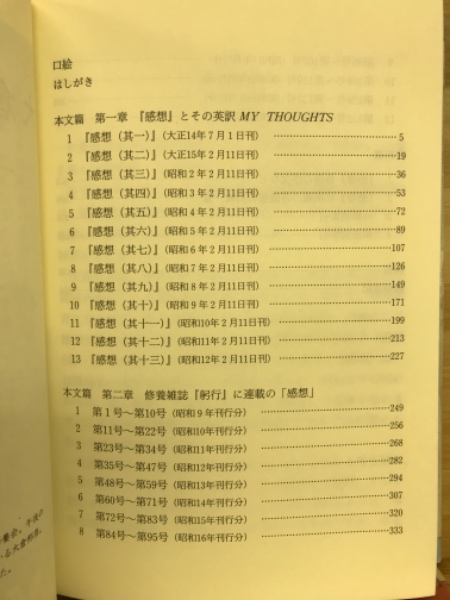 口絵
はしがき
本文篇 第一章 『感想』とその英訳 MY THOUGHTS
1 『感想（其一）』（大正14年7月1日刊） 5
2 『感想（其二）』（大正15年2月11日刊） 19
3 『感想（其三）』（昭和2年2月11日刊） 36
4 『感想（其四）』（昭和3年2月11日刊） 53
5 『感想（其五）』（昭和4年2月11日刊） 72
6 『感想（其六）』（昭和5年2月11日刊） 89
7 『感想（其七）』（昭和6年2月11日刊） 107
8 『感想（其八）』（昭和7年2月11日刊） 126
9 『感想（其九）』（昭和8年2月11日刊） 149
10 『感想（其十）』（昭和9年2月11日刊） 171
11 『感想（其十一）』（昭和10年2月11日刊） 199
12 『感想（其十二）』（昭和11年2月11日刊） 213
13 『感想（其十三）』（昭和12年2月11日刊） 227
本文篇 第二章 修養雑誌『躬行』に連載の「感想」
1 第1号～第10号（昭和9年刊行分） 249
2 第11号～第22号（昭和10年刊行分） 256
3 第23号～第34号（昭和11年刊行分） 268
4 第35号～第47号（昭和12年刊行分） 282
5 第48号～第59号（昭和13年刊行分） 294
6 第60号～第71号（昭和14年刊行分） 307
7 第72号～第83号（昭和15年刊行分） 320
8 第84号～第95号（昭和16年刊行分） 333